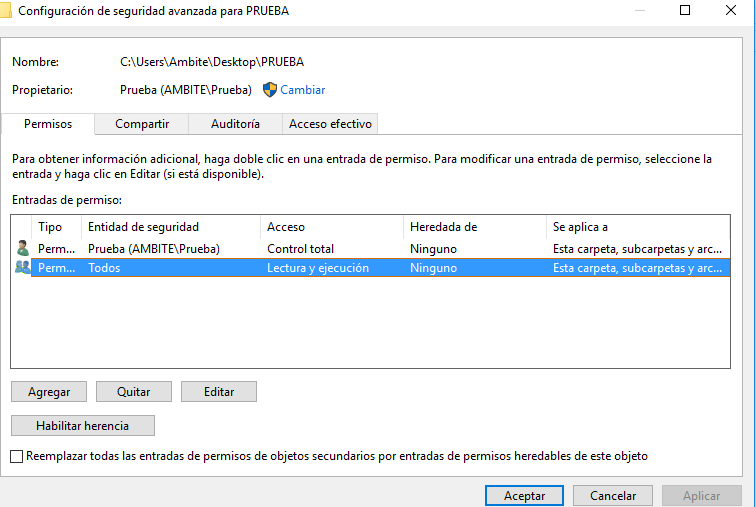 Configuración de seguridad avanzada para PRUEBA
Nombre: C:\Users\Ambite\Desktop\PRUEBA
Propietario: Prueba (AMBITE\Prueba) Cambiar
Permisos Compartir Auditoría Acceso efectivo
Para obtener información adicional, haga doble clic en una entrada de permiso. Para modificar una entrada de permiso, seleccione la
entrada y haga clic en Editar (si está disponible).
Entradas de permiso:
Tipo Entidad de seguridad Acceso Heredada de Se aplica a
Perm... Prueba (AMBITE\Prueba) Control total Ninguno Esta carpeta, subcarpetas y arc...
Perm... Todos Lectura y ejecución Ninguno Esta carpeta, subcarpetas y arc...
Agregar Quitar Editar
Habilitar herencia
Reemplazar todas las entradas de permisos de objetos secundarios por entradas de permisos heredables de este objeto
Aceptar Cancelar Aplicar